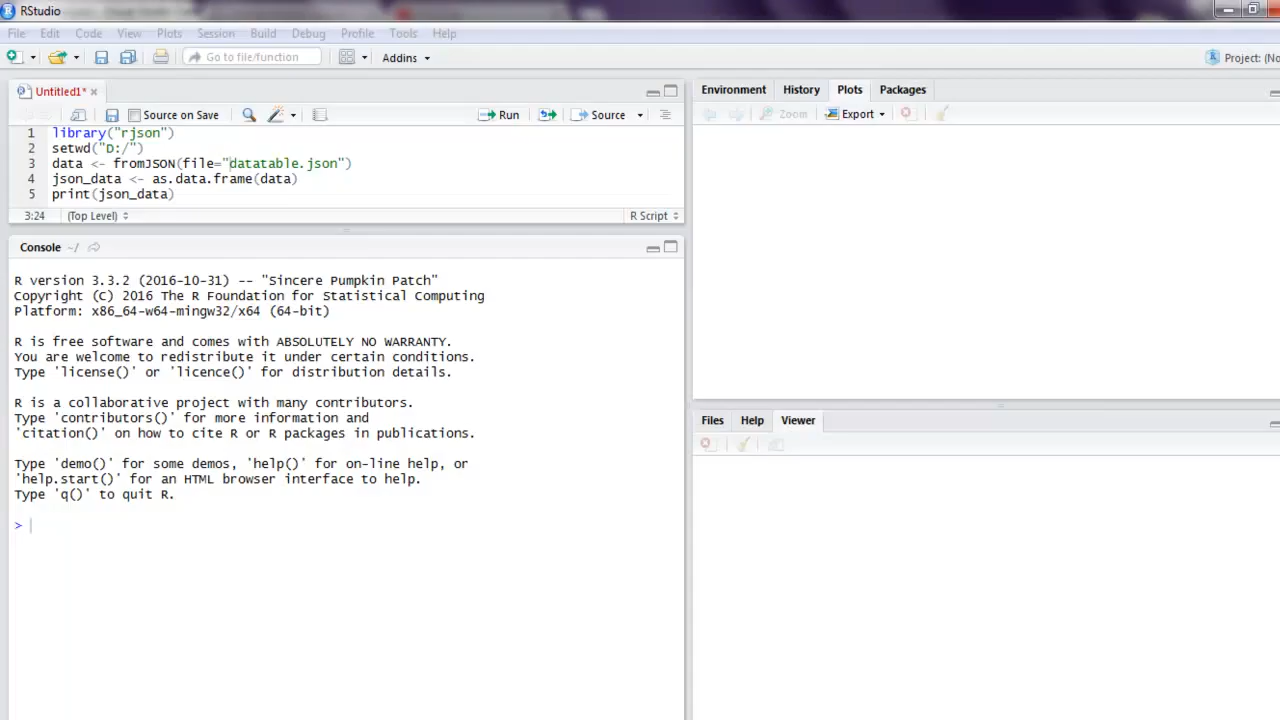 RStudio
File Edit Code View Plots Session Build Debug Profile Tools Help
Go to file/function Addins Project: (No
Untitled1*
Source on Save Run Source
1 library("rjson")
2 setwd("D:/")
3 data <- fromJSON(file="datatable.json")
4 json_data <- as.data.frame(data)
5 print(json_data)
3:24 (Top Level) R Script
Console ~/
R version 3.3.2 (2016-10-31) -- "Sincere Pumpkin Patch"
Copyright (C) 2016 The R Foundation for Statistical Computing
Platform: x86_64-w64-mingw32/x64 (64-bit)
R is free software and comes with ABSOLUTELY NO WARRANTY.
You are welcome to redistribute it under certain conditions.
Type 'license()' or 'licence()' for distribution details.
R is a collaborative project with many contributors.
Type 'contributors()' for more information and
'citation()' on how to cite R or R packages in publications.
Type 'demo()' for some demos, 'help()' for on-line help, or
'help.start()' for an HTML browser interface to help.
Type 'q()' to quit R.
>
Environment History Plots Packages
Zoom Export
Files Help Viewer